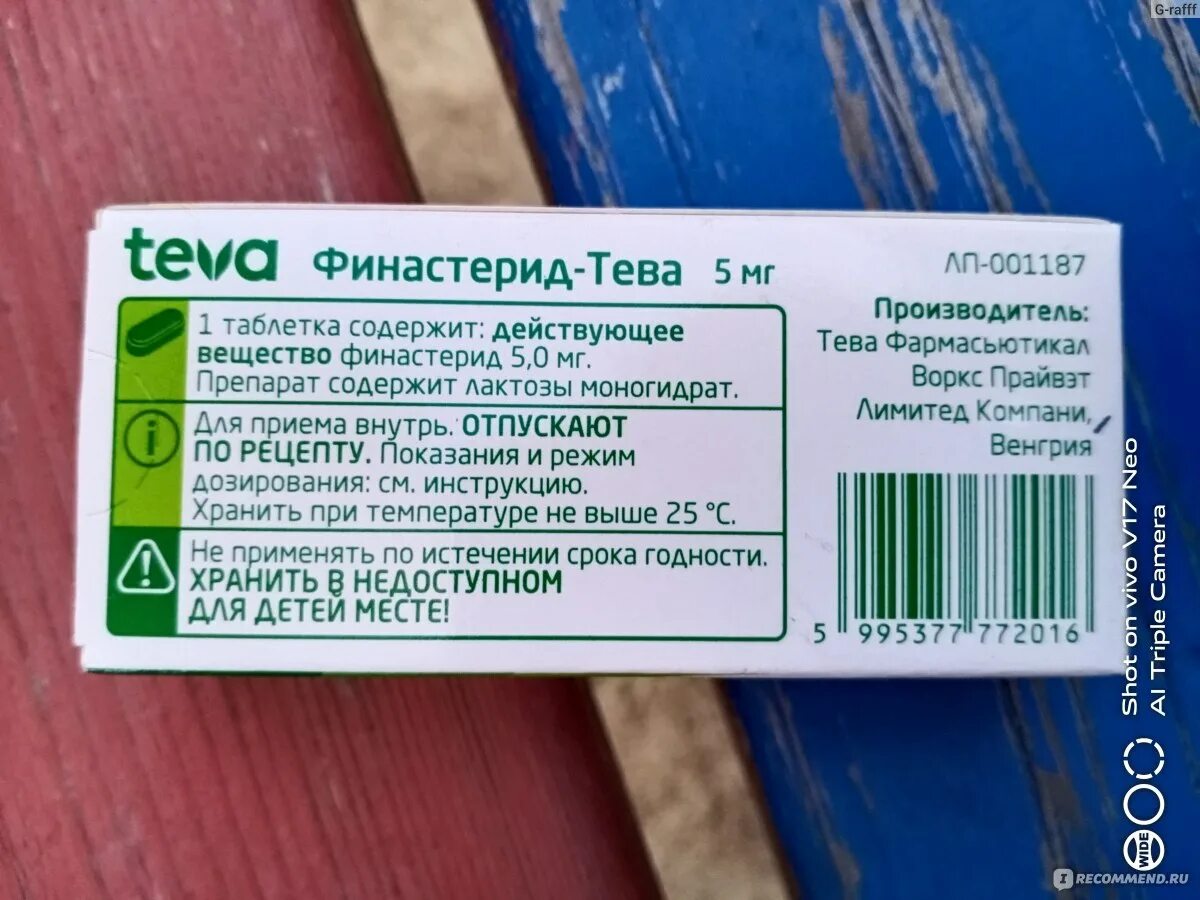 G-rafff
teva Финастерид-Тева 5 мг
ЛП-001187
1 таблетка содержит: действующее
вещество финастерид 5,0 мг.
Препарат содержит лактозы моногидрат.
Для приема внутрь. ОТПУСКАЮТ
ПО РЕЦЕПТУ. Показания и режим
дозирования: см. инструкцию.
Хранить при температуре не выше 25 °C.
Не применять по истечении срока годности.
ХРАНИТЬ В НЕДОСТУПНОМ
ДЛЯ ДЕТЕЙ МЕСТЕ!
Производитель:
Тева Фармасьютикал
Воркс Прайвэт
Лимитед Компани,
Венгрия
5 995377 772016
Shot on vivo V17 Neo
AI Triple Camera
WIDE
IRECOMMEND.RU